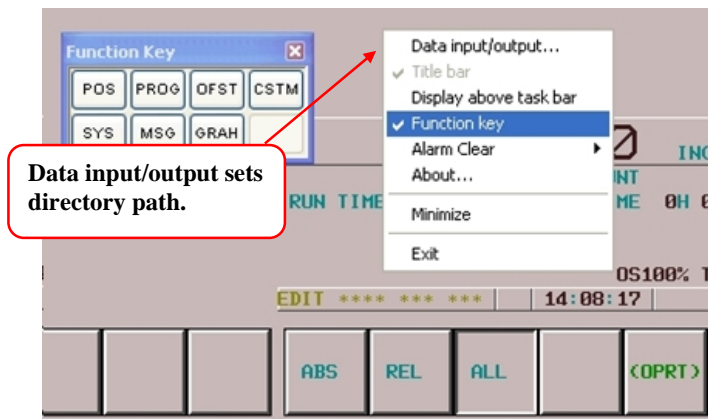 Function Key
POS PROG OFST CSTM
SYS MSG GRAH
Data input/output sets
directory path.
Data input/output...
Title bar
Display above task bar
Function key
Alarm Clear
About...
Minimize
Exit
RUN TIME
ME 0H
OS100%
EDIT **** *** ***
14:08:17
ABS REL ALL (OPRT)